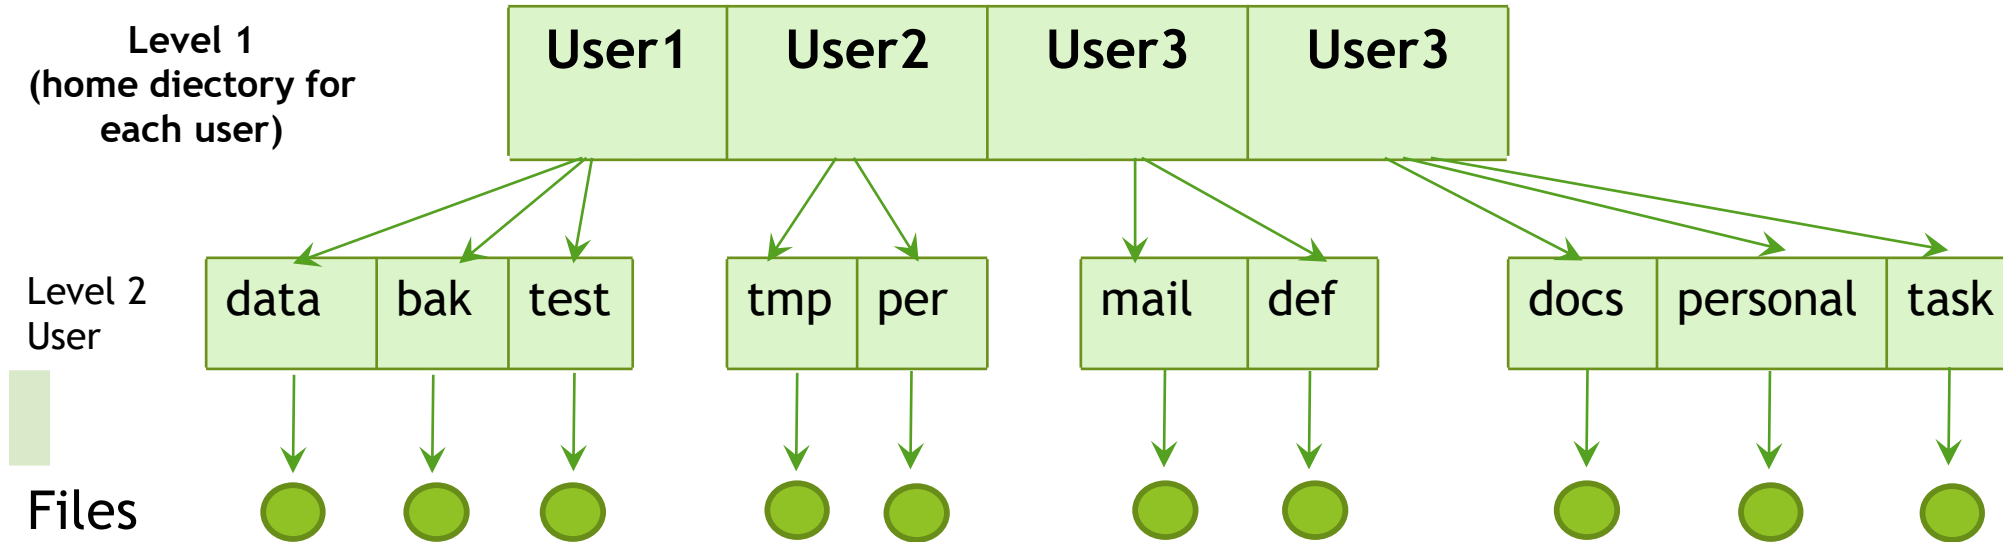 Level 1
(home diectory for
each user)
User1 User2 User3 User3
Level 2
User
data bak test tmp per mail def docs personal task
Files